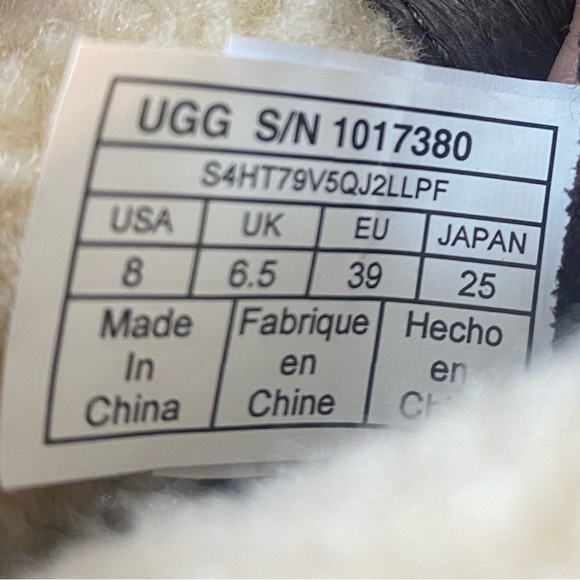 UGG S/N 1017380
S4HT79V5QJ2LLPF
USA UK EU JAPAN
8 6.5 39 25
Made Fabrique Hecho
In en en
China Chine